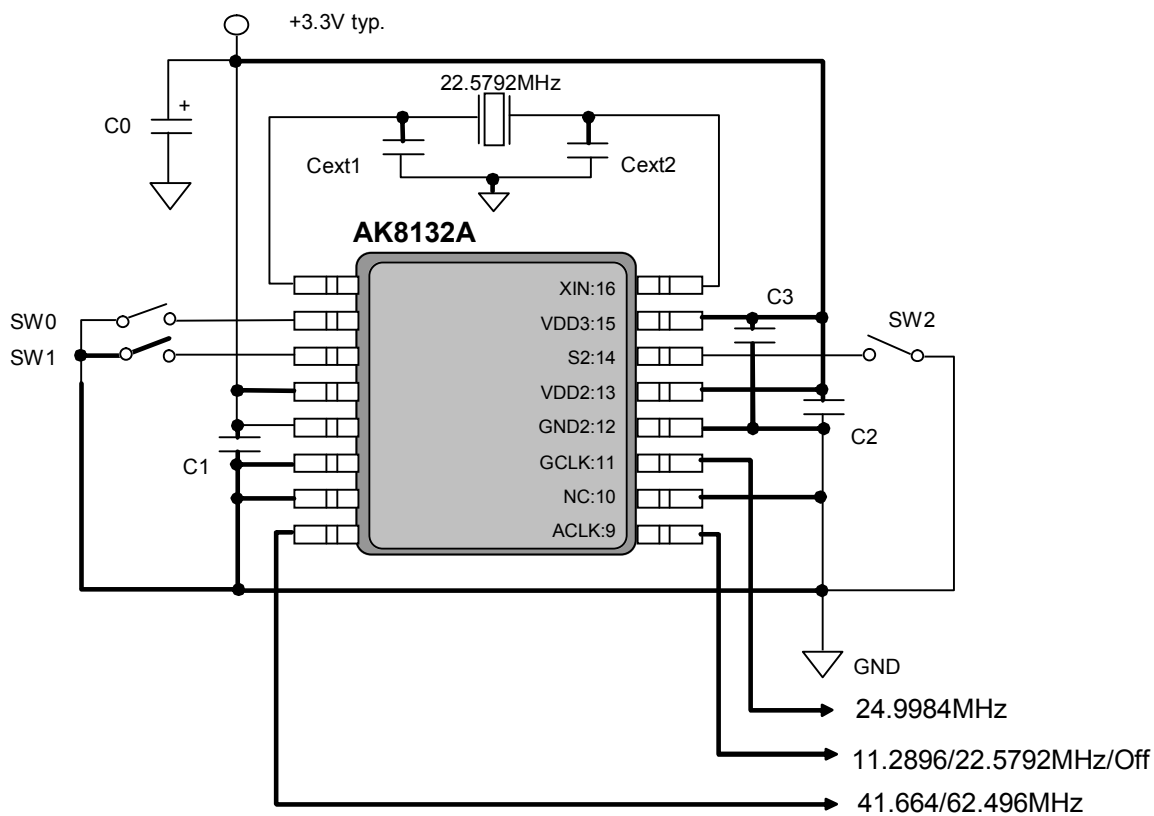 +3.3V typ.
22.5792MHz
+
C0
Cext1
Cext2
AK8132A
XIN:16
C3
SW0
VDD3:15
SW2
SW1
S2:14
VDD2:13
GND2:12
C2
C1
GCLK:11
NC:10
ACLK:9
GND
24.9984MHz
11.2896/22.5792MHz/Off
41.664/62.496MHz